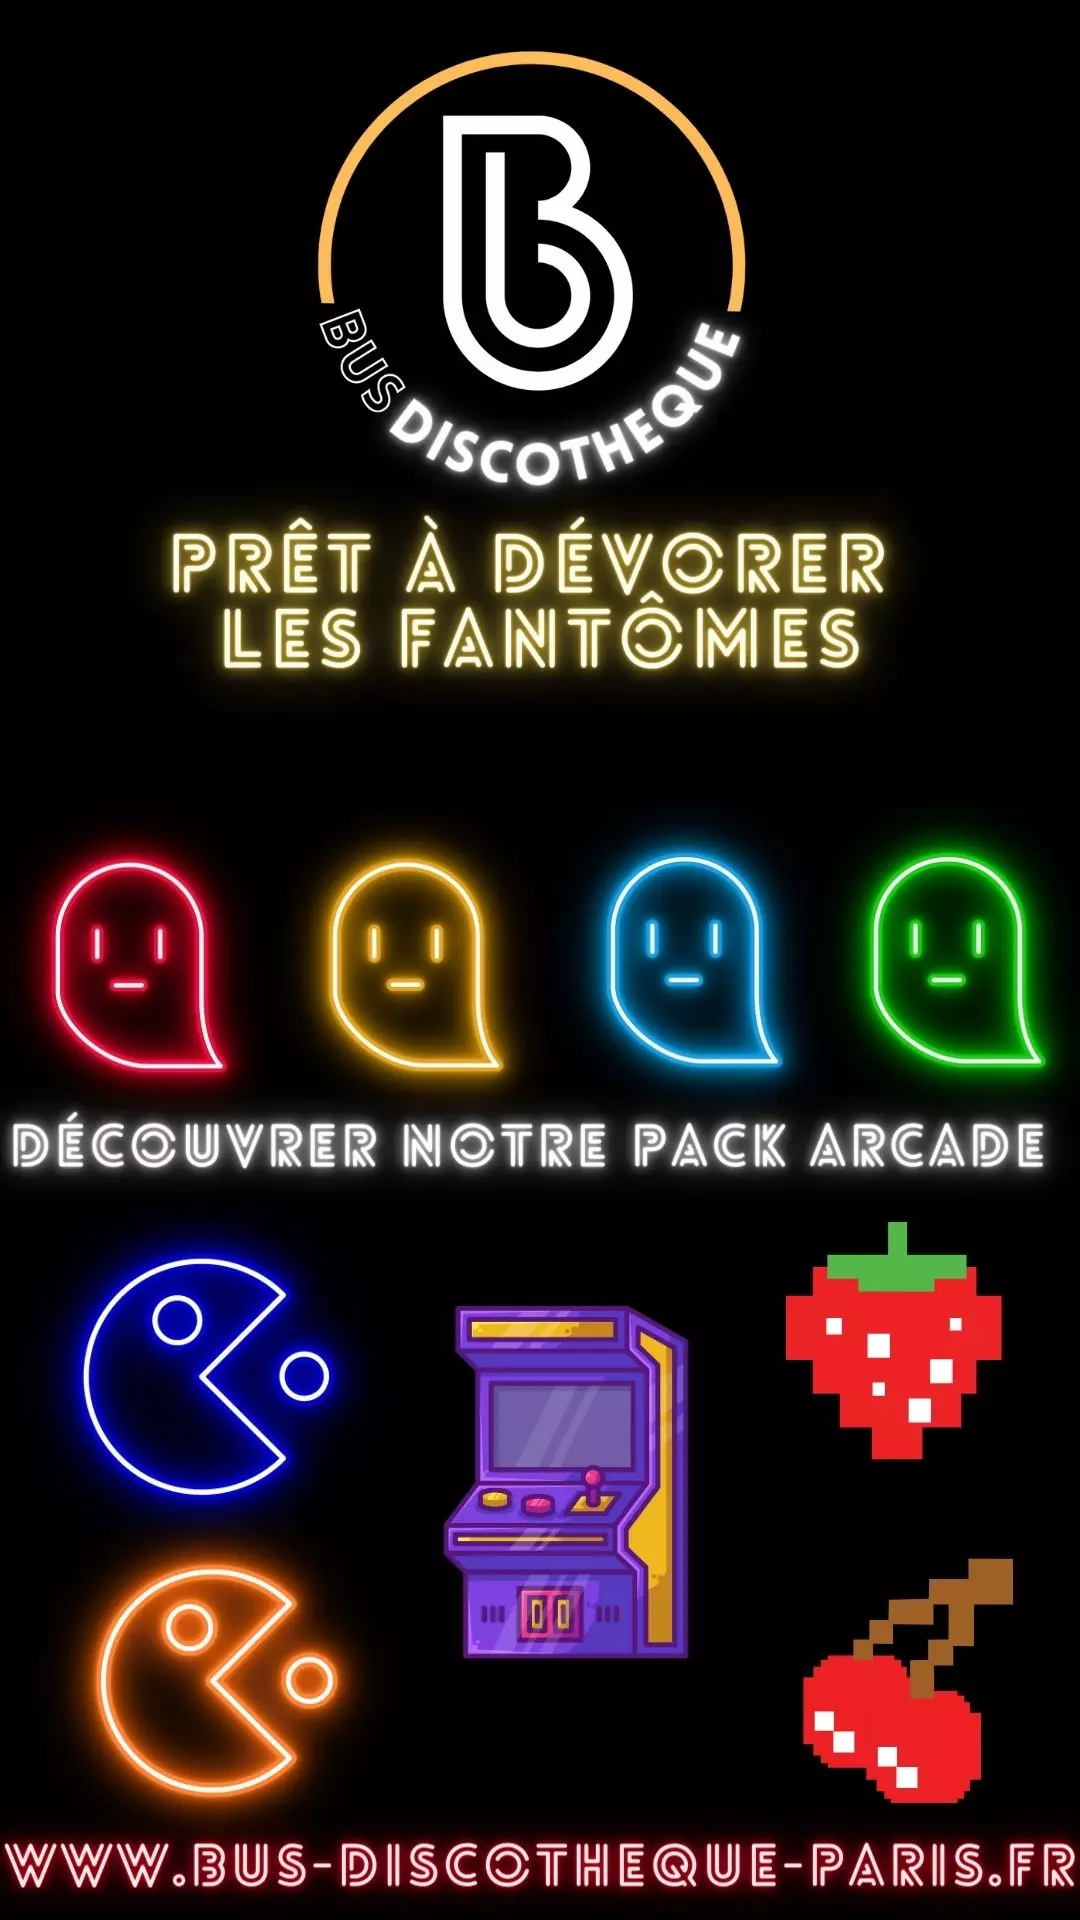 B
BUS DISCOTHEQUE
PRÊT À DÉVORER
LES FANTÔMES
DÉCOUVRER NOTRE PACK ARCADE
WWW.BUS-DISCOTHEQUE-PARIS.FR